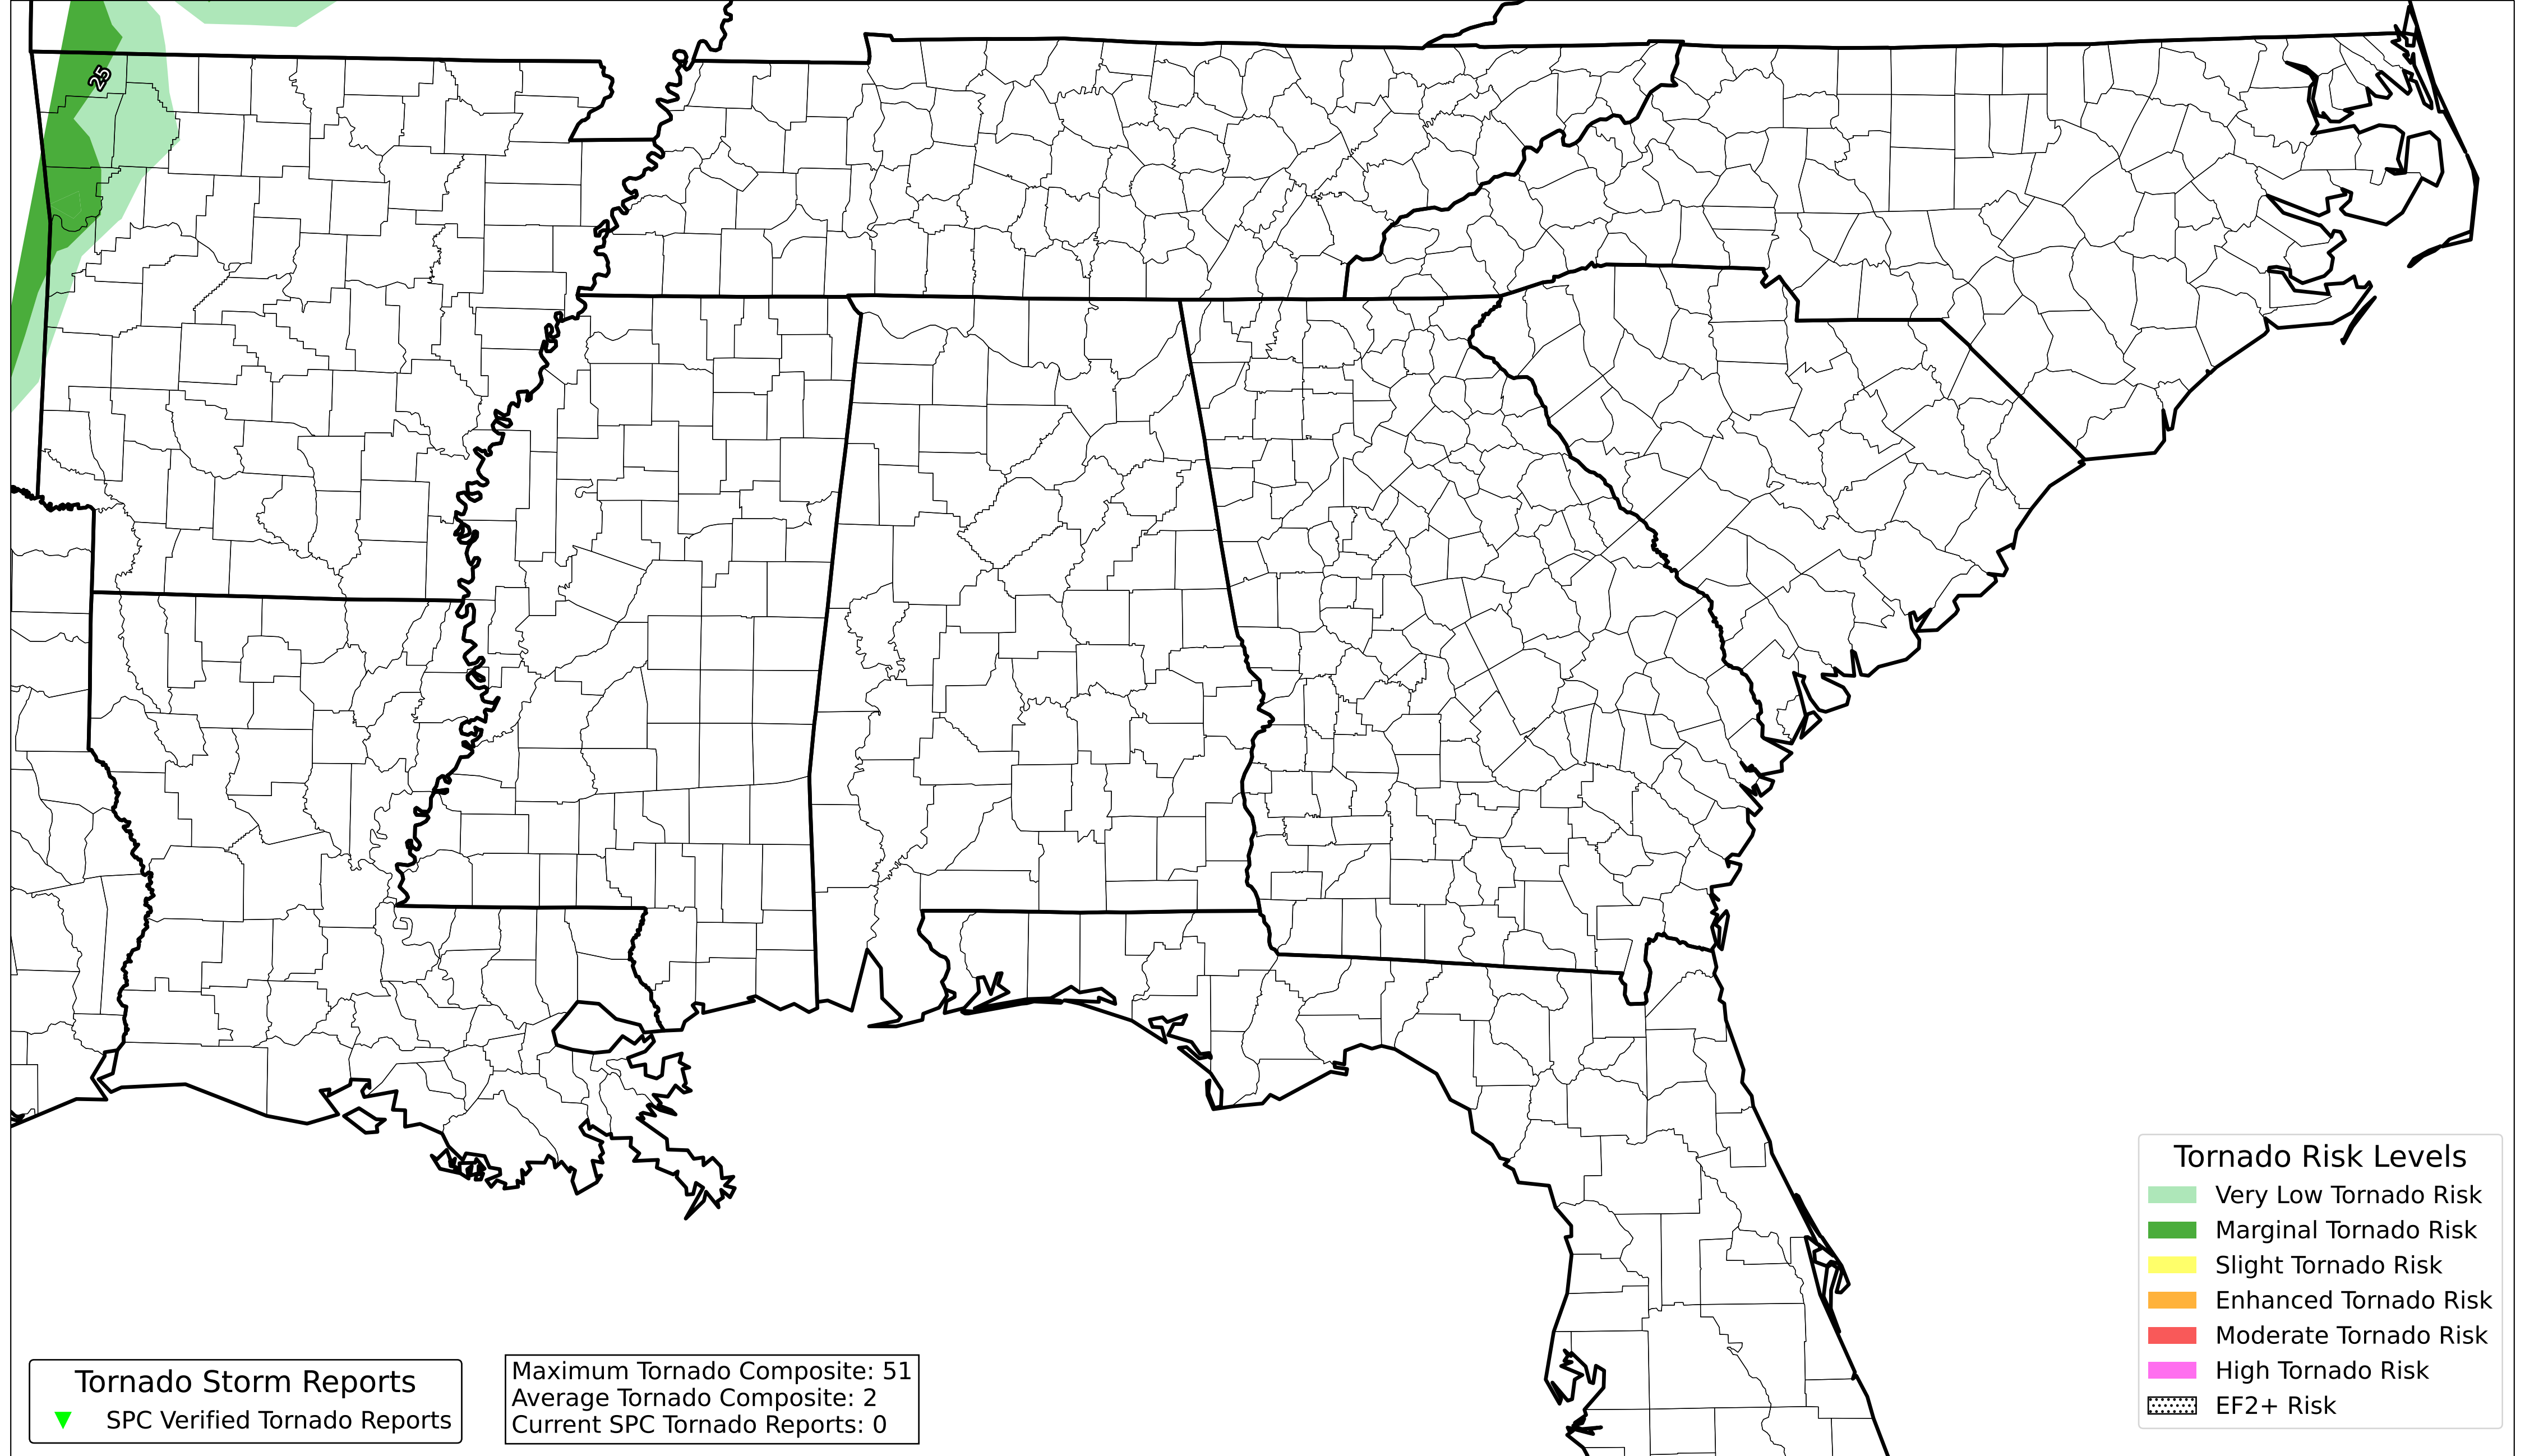 25
Tornado Risk Levels
Very Low Tornado Risk
Marginal Tornado Risk
Slight Tornado Risk
Enhanced Tornado Risk
Moderate Tornado Risk
High Tornado Risk
EF2+ Risk
Tornado Storm Reports
SPC Verified Tornado Reports
Maximum Tornado Composite: 51
Average Tornado Composite: 2
Current SPC Tornado Reports: 0